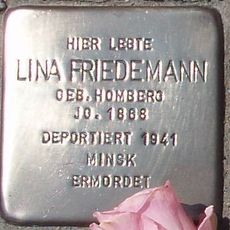 HIER LEBTE
LINA FRIEDEMANN
GEB. HOMBERG
JG. 1868
DEPORTIERT 1941
MINSK
ERMORDET